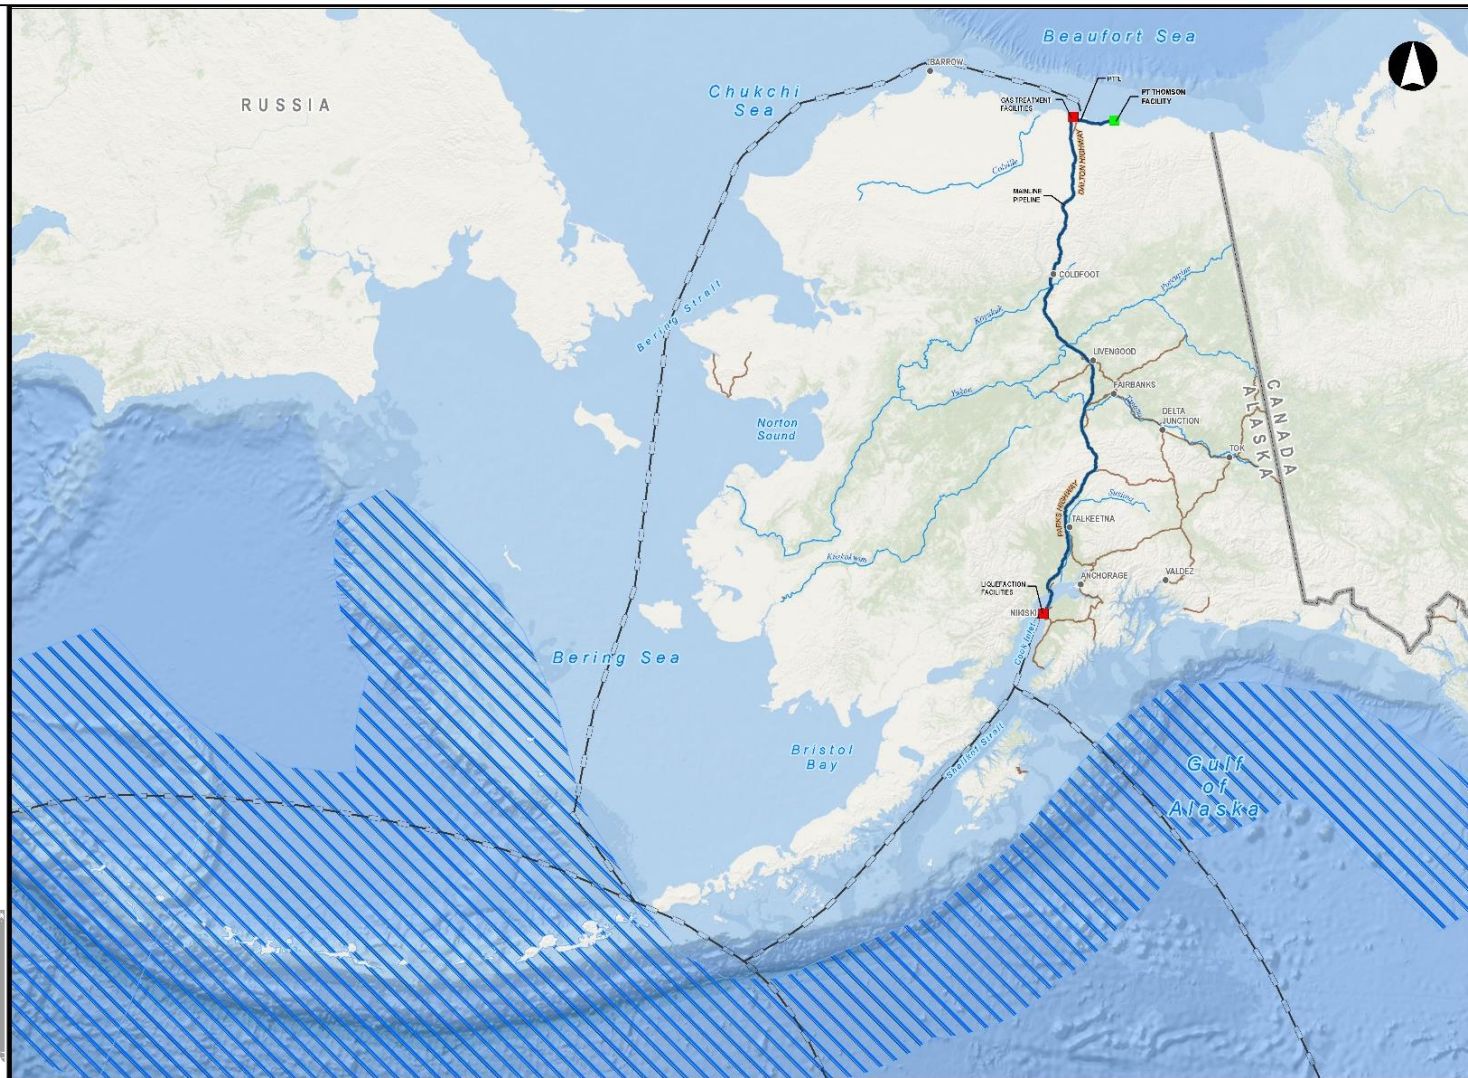 Beaufort Sea
BARROW
Chukchi
Sea
RUSSIA
PTTL
PT THOMSON
FACILITY
GAS TREATMENT
FACILITIES
DALTON HIGHWAY
Colville
MAINLINE
PIPELINE
COLDFOOT
Porcupine
Koyukuk
Bering Strait
LIVENGOOD
Yukon
FAIRBANKS
Tanana
CANADA
ALASKA
DELTA
JUNCTION
Norton
Sound
TOK
PARKS HIGHWAY
Susitna
TALKEETNA
Kuskokwim
ANCHORAGE
VALDEZ
LIQUEFACTION
FACILITIES
NIKISKI
Cook Inlet
Bering Sea
Shelikof Strait
Bristol
Bay
Gulf
of
Alaska